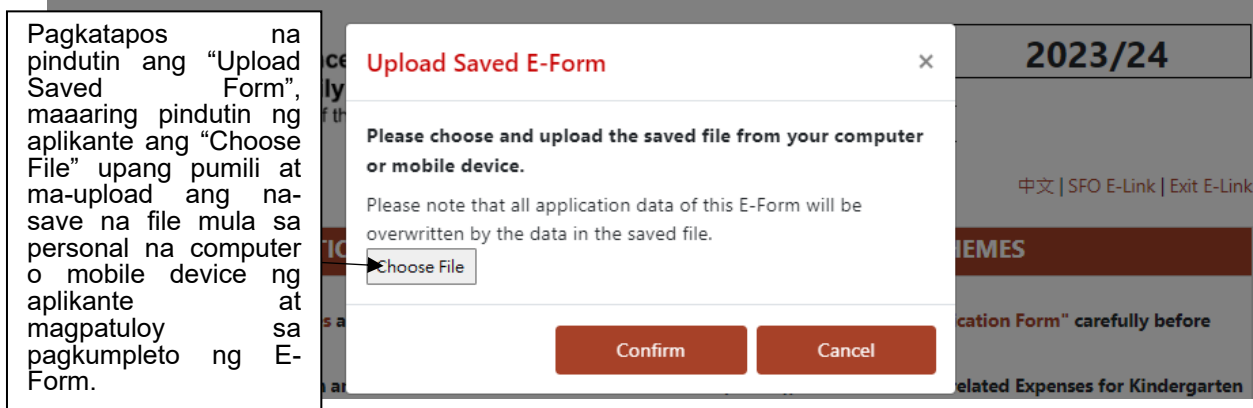 Pagkatapos na
pindutin ang “Upload
Saved Form”,
maaaring pindutin ng
aplikante ang “Choose
File” upang pumili at
ma-upload ang na-
save na file mula sa
personal na computer
o mobile device ng
aplikante at
magpatuloy sa
pagkumpleto ng E-
Form.
Upload Saved E-Form ×
Please choose and upload the saved file from your computer
or mobile device.
Please note that all application data of this E-Form will be
overwritten by the data in the saved file.
Choose File
Confirm Cancel
2023/24
中文 | SFO E-Link | Exit E-Link
Form" carefully before
Expenses for Kindergarten